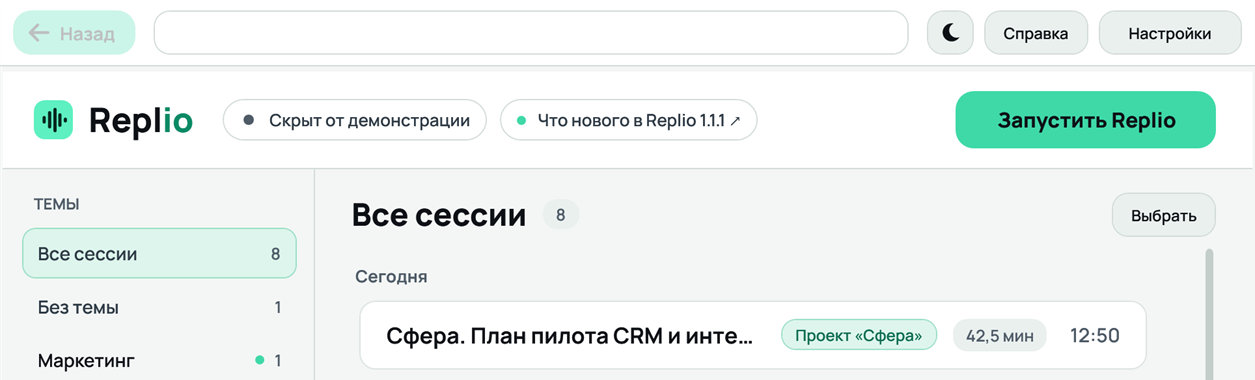 ← Назад
Справка
Настройки
Replio
Скрыт от демонстрации
Что нового в Replio 1.1.1 ↗
Запустить Replio
ТЕМЫ
Все сессии 8
Без темы 1
Маркетинг 1
Все сессии 8
Выбрать
Сегодня
Сфера. План пилота CRM и инте... Проект «Сфера» 42,5 мин 12:50